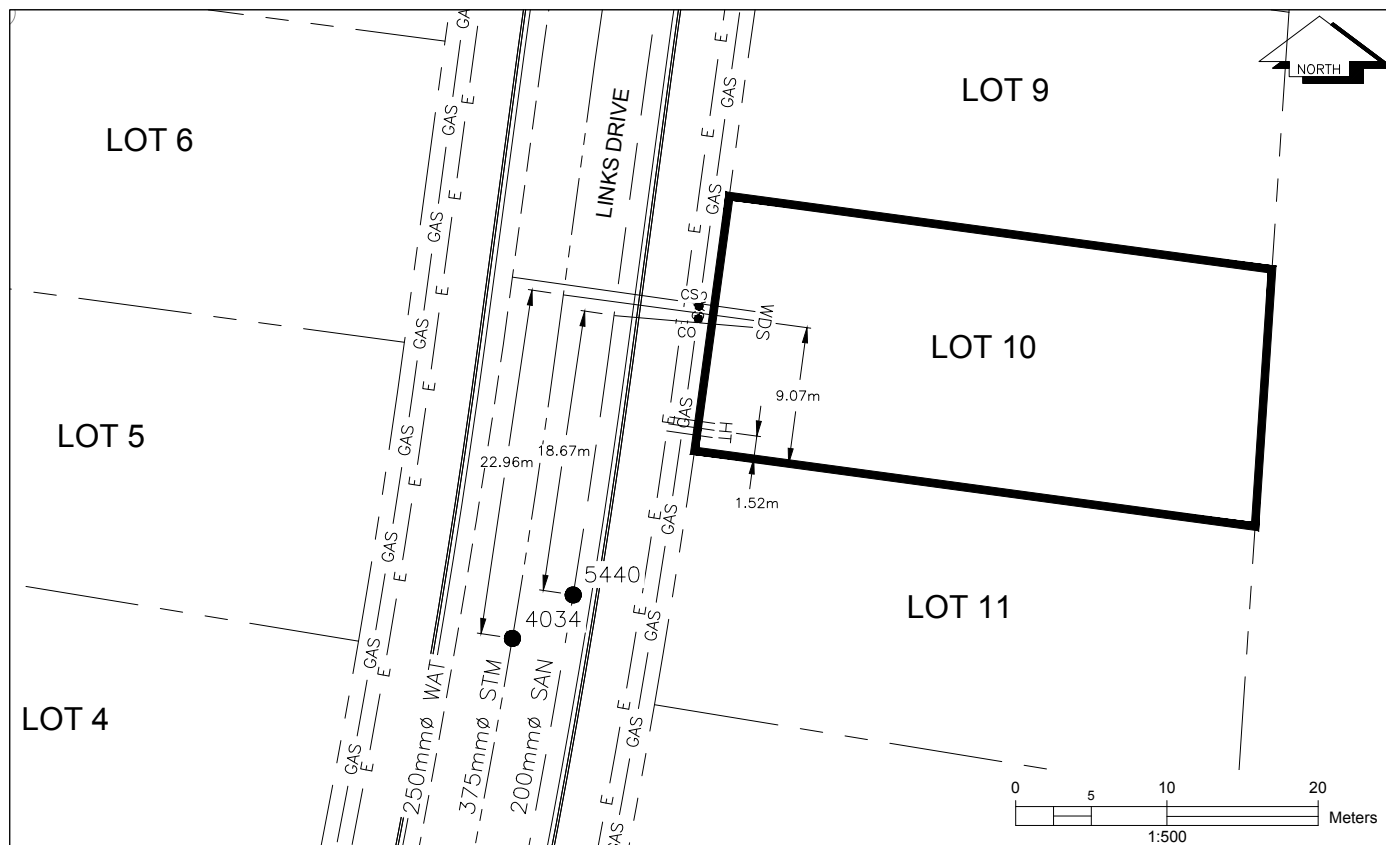 NORTH
LOT 9
LOT 6
LINKS DRIVE
GAS
E
CO
WDS
LOT 10
LOT 5
9.07m
HT
18.67m
22.96m
1.52m
5440
4034
LOT 11
LOT 4
250mmø WAT
375mmø STM
200mmø SAN
0 5 10 20
Meters
1:500